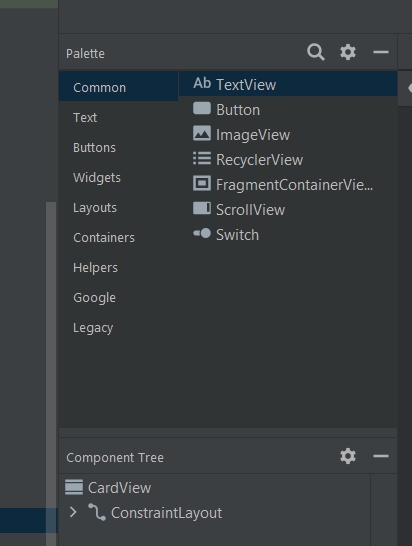 Palette
Common
Text
Buttons
Widgets
Layouts
Containers
Helpers
Google
Legacy
Ab TextView
Button
ImageView
RecyclerView
FragmentContainerVie...
ScrollView
Switch
Component Tree
CardView
ConstraintLayout